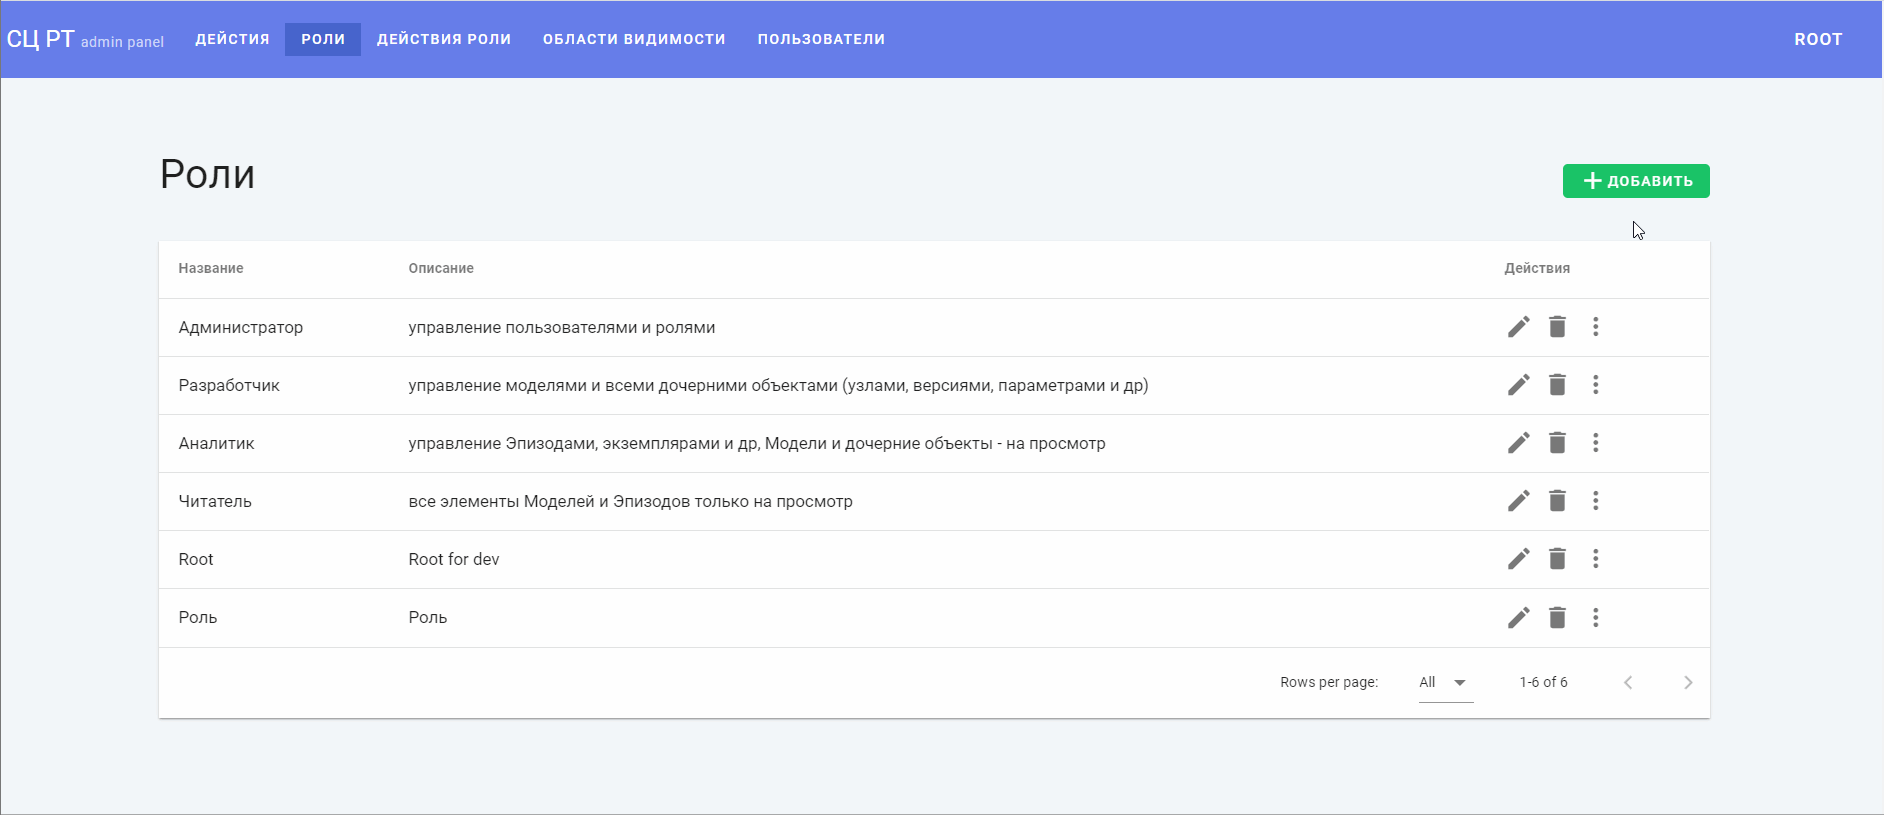 СЦ РТ admin panel ДЕЙСТИЯ РОЛИ ДЕЙСТВИЯ РОЛИ ОБЛАСТИ ВИДИМОСТИ ПОЛЬЗОВАТЕЛИ ROOT
Роли
ДОБАВИТЬ
Название Описание Действия
Администратор управление пользователями и ролями
Разработчик управление моделями и всеми дочерними объектами (узлами, версиями, параметрами и др)
Аналитик управление Эпизодами, экземплярами и др, Модели и дочерние объекты - на просмотр
Читатель все элементы Моделей и Эпизодов только на просмотр
Root Root for dev
Роль Роль
Rows per page: All 1-6 of 6